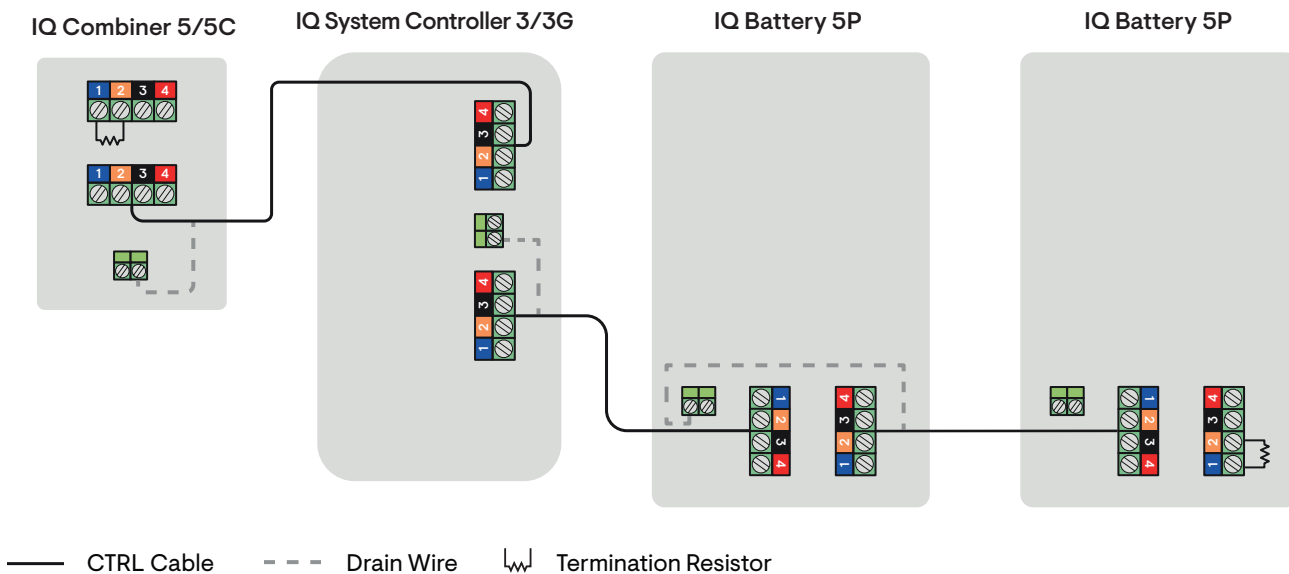 IQ Combiner 5/5C
IQ System Controller 3/3G
IQ Battery 5P
IQ Battery 5P
1 2 3 4
1 2 3 4
4
3
2
1
4
3
2
1
1
2
3
4
4
3
2
1
1
2
3
4
4
3
2
1
CTRL Cable
Drain Wire
Termination Resistor